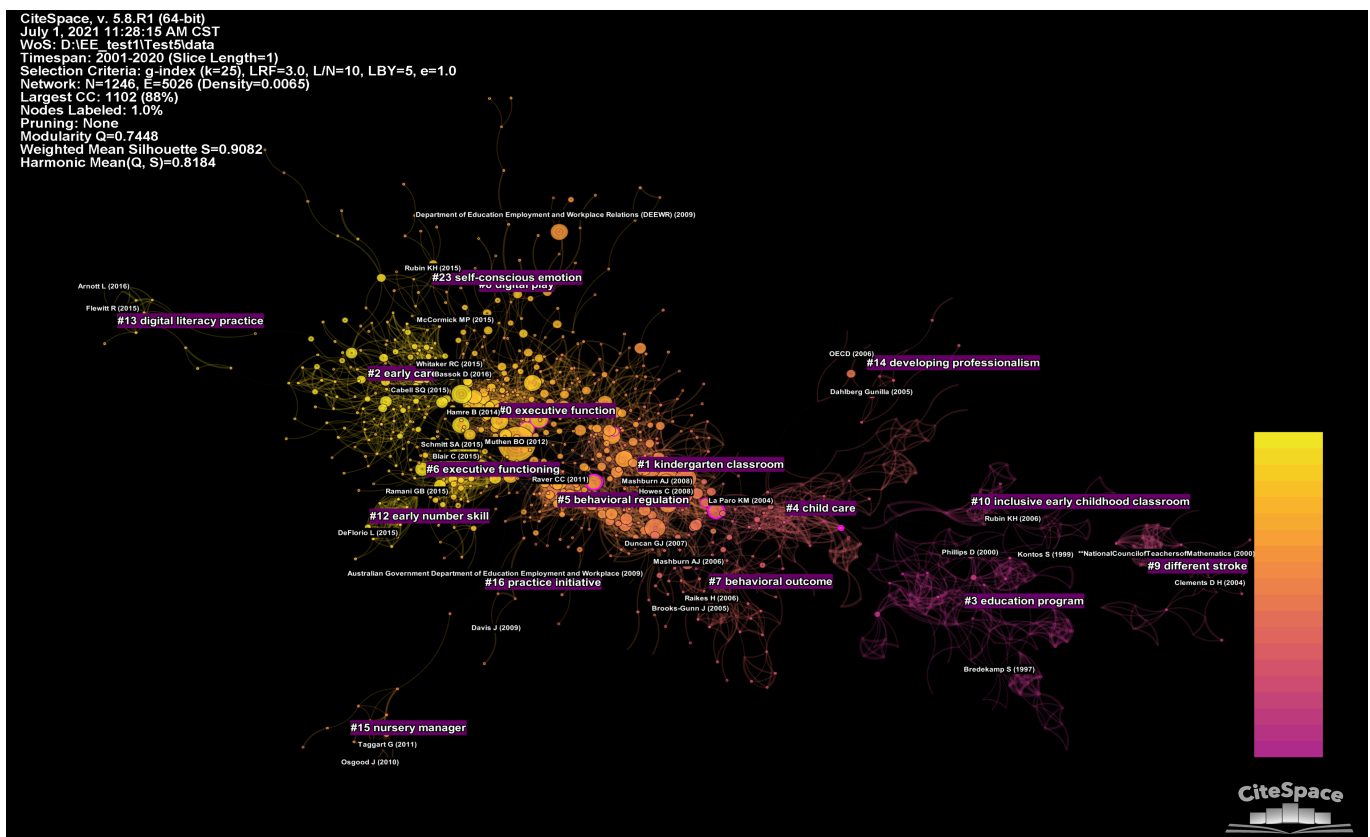 CiteSpace, v. 5.8.R1 (64-bit)
July 1, 2021 11:28:15 AM CST
WoS: D:\EE_test1\Test5\data
Timespan: 2001-2020 (Slice Length=1)
Selection Criteria: g-index (k=25), LRF=3.0, L/N=10, LBY=5, e=1.0
Network: N=1246, E=5026 (Density=0.0065)
Largest CC: 1102 (88%)
Nodes Labeled: 1.0%
Pruning: None
Modularity Q=0.7448
Weighted Mean Silhouette S=0.9082
Harmonic Mean(Q, S)=0.8184
Department of Education Employment and Workplace Relations (DEEWR) (2009)
Rubin KH (2015)
#23 self-conscious emotion
digital play
Arnott L (2016)
Flewitt R (2015)
#13 digital literacy practice
McCormick MP (2015)
OECD (2006)
#14 developing professionalism
Whitaker RC (2015)
#2 early care
Bassok D (2016)
Cabell SQ (2015)
Dahlberg Gunilla (2005)
Hamre B (2014)
#0 executive function
Schmitt SA (2015)
Muthen BO (2012)
Blair C (2015)
#1 kindergarten classroom
#6 executive functioning
Raver CC (2011)
Mashburn AJ (2008)
Ramani GB (2015)
Howes C (2008)
#5 behavioral regulation
La Paro KM (2004)
#10 inclusive early childhood classroom
#4 child care
#12 early number skill
Rubin KH (2006)
DeFlorio L (2015)
Duncan GJ (2007)
Phillips D (2000)
Kontos S (1999)
**NationalCouncilofTeachersofMathematics (2000)
Mashburn AJ (2006)
#9 different stroke
Australian Government Department of Education Employment and Workplace (2009)
#16 practice initiative
#7 behavioral outcome
Clements D H (2004)
Raikes H (2006)
#3 education program
Brooks-Gunn J (2005)
Davis J (2009)
Bredekamp S (1997)
#15 nursery manager
Taggart G (2011)
Osgood J (2010)
CiteSpace